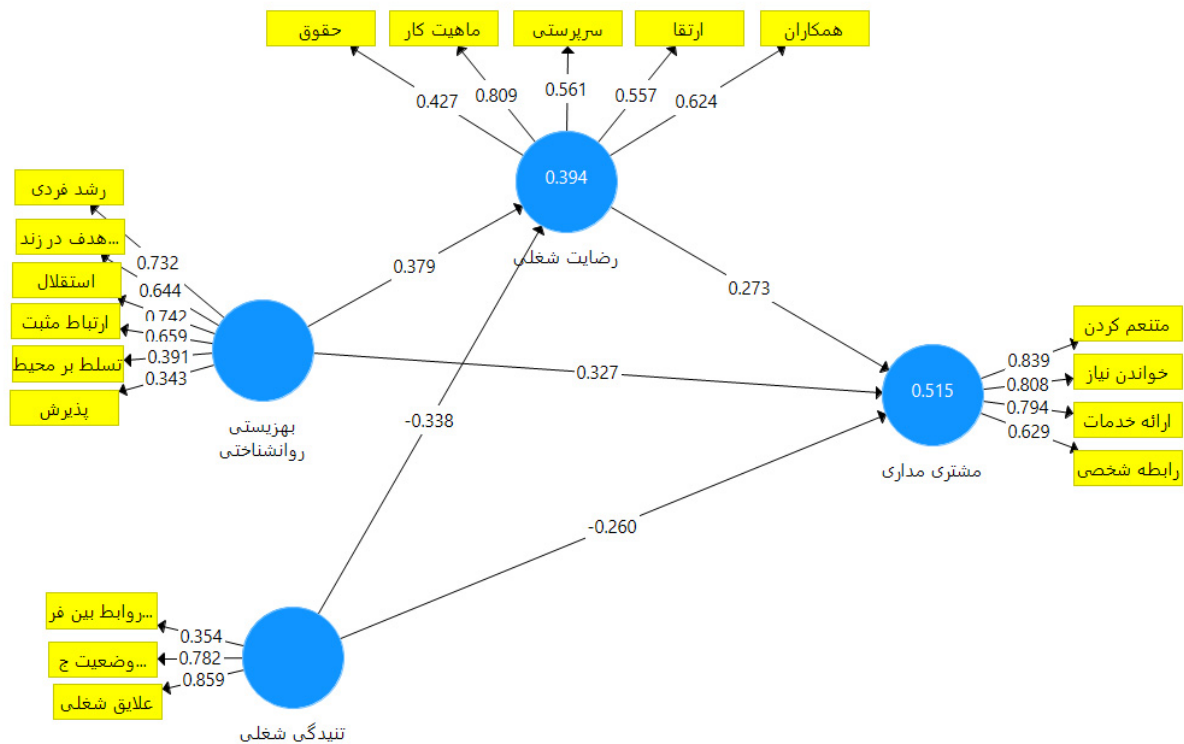 حقوق
ماهیت کار
سرپرستی
ارتقا
همکاران
0.427
0.809
0.561
0.557
0.624
0.394
رضایت شغلی
رشد فردی
هدف در زند...
استقلال
ارتباط مثبت
تسلط بر محیط
پذیرش
0.732
0.644
0.742
0.659
0.391
0.343
بهزیستی
روانشناختی
0.379
0.273
0.327
-0.338
-0.260
0.515
مشتری مداری
0.839
0.808
0.794
0.629
متنعم کردن
خواندن نیاز
ارائه خدمات
رابطه شخصی
روابط بین فر...
وضعیت ج...
علایق شغلی
0.354
0.782
0.859
تنیدگی شغلی